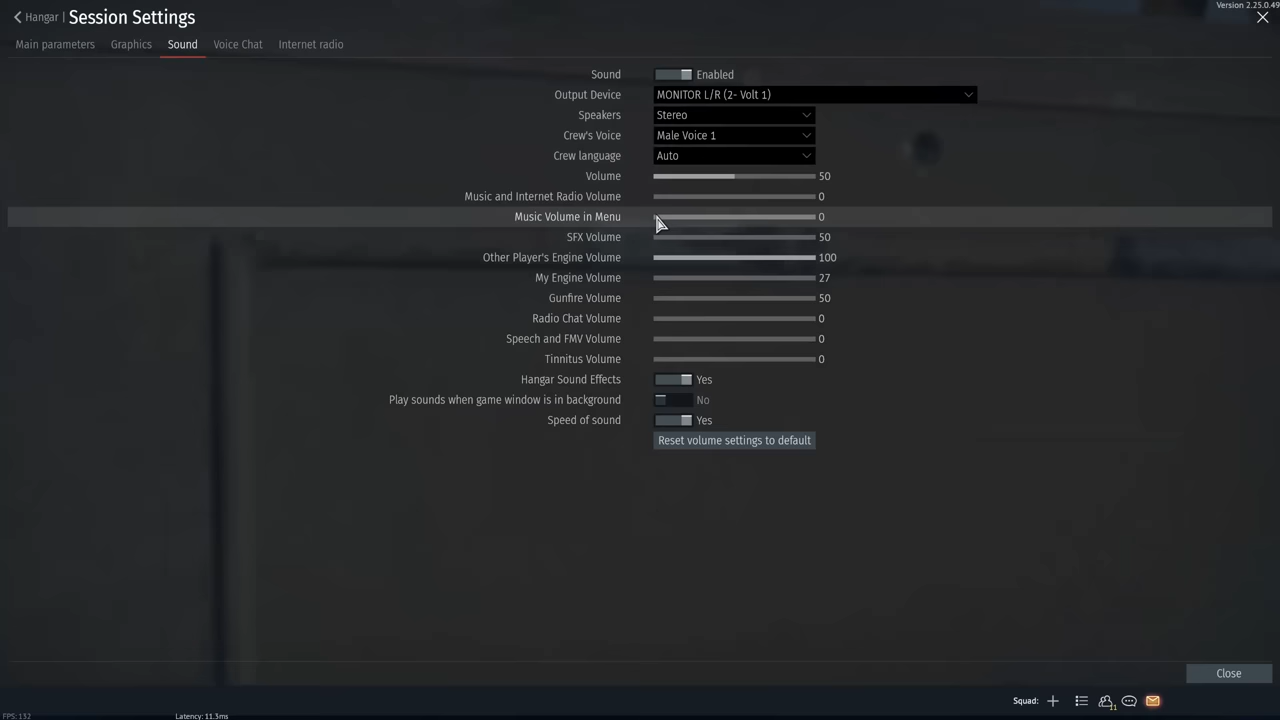 Version 2.25.0.49
Hangar | Session Settings
Main parameters Graphics Sound Voice Chat Internet radio
Sound Enabled
Output Device MONITOR L/R (2- Volt 1)
Speakers Stereo
Crew's Voice Male Voice 1
Crew language Auto
Volume 50
Music and Internet Radio Volume 0
Music Volume in Menu 0
SFX Volume 50
Other Player's Engine Volume 100
My Engine Volume 27
Gunfire Volume 50
Radio Chat Volume 0
Speech and FMV Volume 0
Tinnitus Volume 0
Hangar Sound Effects Yes
Play sounds when game window is in background No
Speed of sound Yes
Reset volume settings to default
Close
Squad: 11
FPS: 132 Latency: 11.3ms